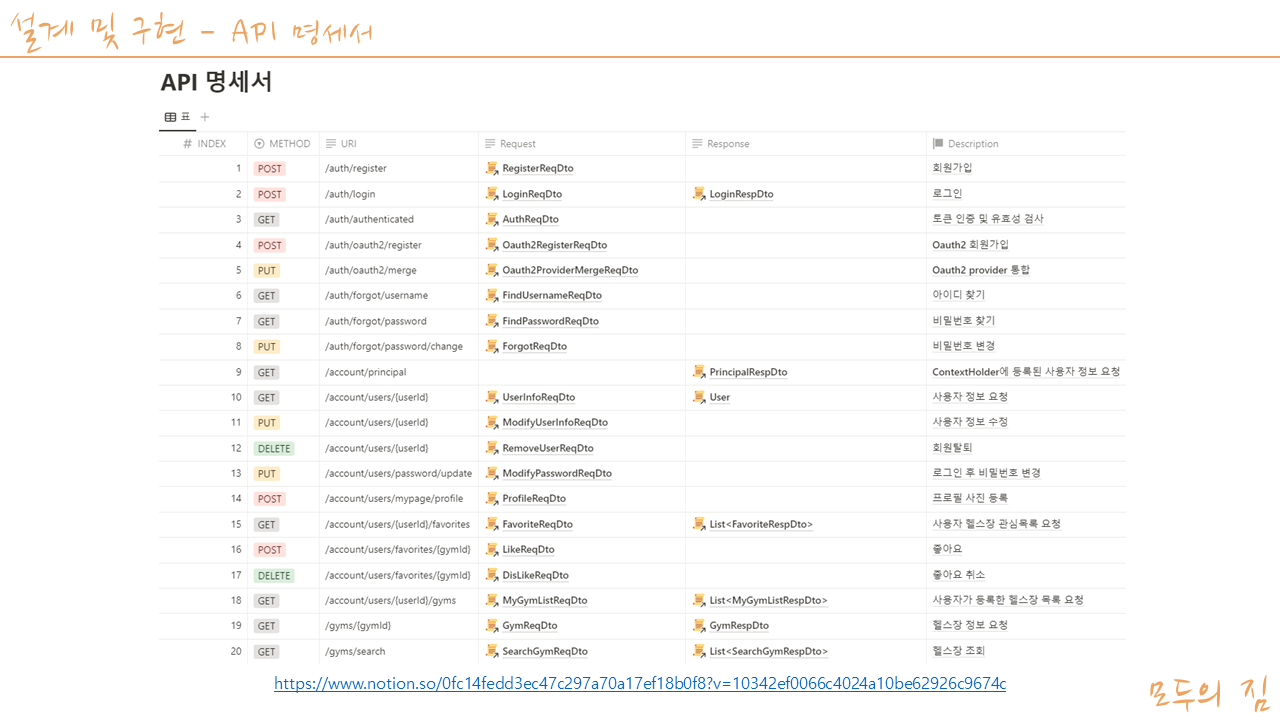 설계 및 구현 - API 명세서
API 명세서
표 +
# INDEX METHOD URI Request Response Description
1 POST /auth/register RegisterReqDto 회원가입
2 POST /auth/login LoginReqDto LoginRespDto 로그인
3 GET /auth/authenticated AuthReqDto 토큰 인증 및 유효성 검사
4 POST /auth/oauth2/register Oauth2RegisterReqDto Oauth2 회원가입
5 PUT /auth/oauth2/merge Oauth2ProviderMergeReqDto Oauth2 provider 통합
6 GET /auth/forgot/username FindUsernameReqDto 아이디 찾기
7 GET /auth/forgot/password FindPasswordReqDto 비밀번호 찾기
8 PUT /auth/forgot/password/change ForgotReqDto 비밀번호 변경
9 GET /account/principal PrincipalRespDto ContextHolder에 등록된 사용자 정보 요청
10 GET /account/users/{userId} UserInfoReqDto User 사용자 정보 요청
11 PUT /account/users/{userId} ModifyUserInfoReqDto 사용자 정보 수정
12 DELETE /account/users/{userId} RemoveUserReqDto 회원탈퇴
13 PUT /account/users/password/update ModifyPasswordReqDto 로그인 후 비밀번호 변경
14 POST /account/users/mypage/profile ProfileReqDto 프로필 사진 등록
15 GET /account/users/{userId}/favorites FavoriteReqDto List<FavoriteRespDto> 사용자 헬스장 관심목록 요청
16 POST /account/users/favorites/{gymId} LikeReqDto 좋아요
17 DELETE /account/users/favorites/{gymId} DisLikeReqDto 좋아요 취소
18 GET /account/users/{userId}/gyms MyGymListReqDto List<MyGymListRespDto> 사용자가 등록한 헬스장 목록 요청
19 GET /gyms/{gymId} GymReqDto GymRespDto 헬스장 정보 요청
20 GET /gyms/search SearchGymReqDto List<SearchGymRespDto> 헬스장 조회
https://www.notion.so/0fc14fedd3ec47c297a70a17ef18b0f8?v=10342ef0066c4024a10be62926c9674c
모두의 짐